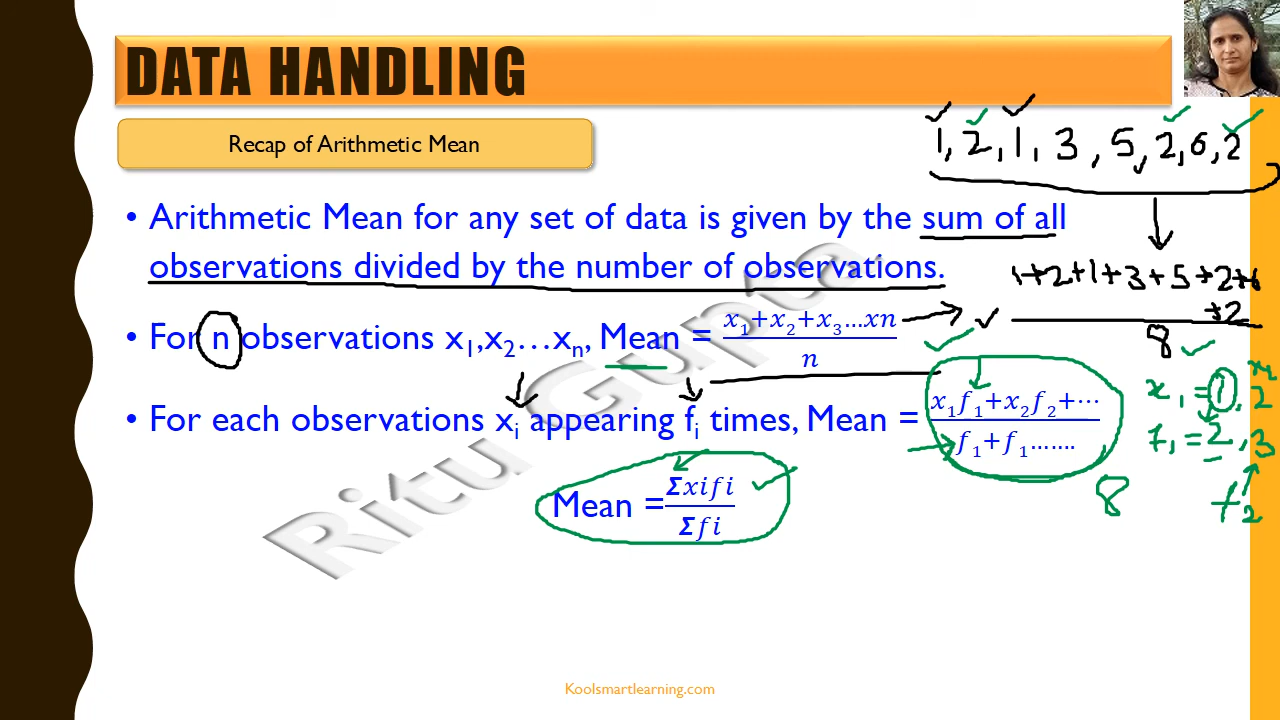 DATA HANDLING
Recap of Arithmetic Mean
1, 2, 1, 3, 5, 2, 6, 2
• Arithmetic Mean for any set of data is given by the sum of all
observations divided by the number of observations.
1+2+1+3+5+2+6
+2
8
• For n observations x₁,x₂…xₙ, Mean = (x₁+x₂+x₃…xn)/n
x₁ = 1, 2
x₂
f₁ = 2, 3
f₂
• For each observations xᵢ appearing fᵢ times, Mean = (x₁f₁+x₂f₂+⋯)/(f₁+f₁…….)
8
Mean = Σxifi/Σfi
Ritu Gupta
Koolsmartlearning.com